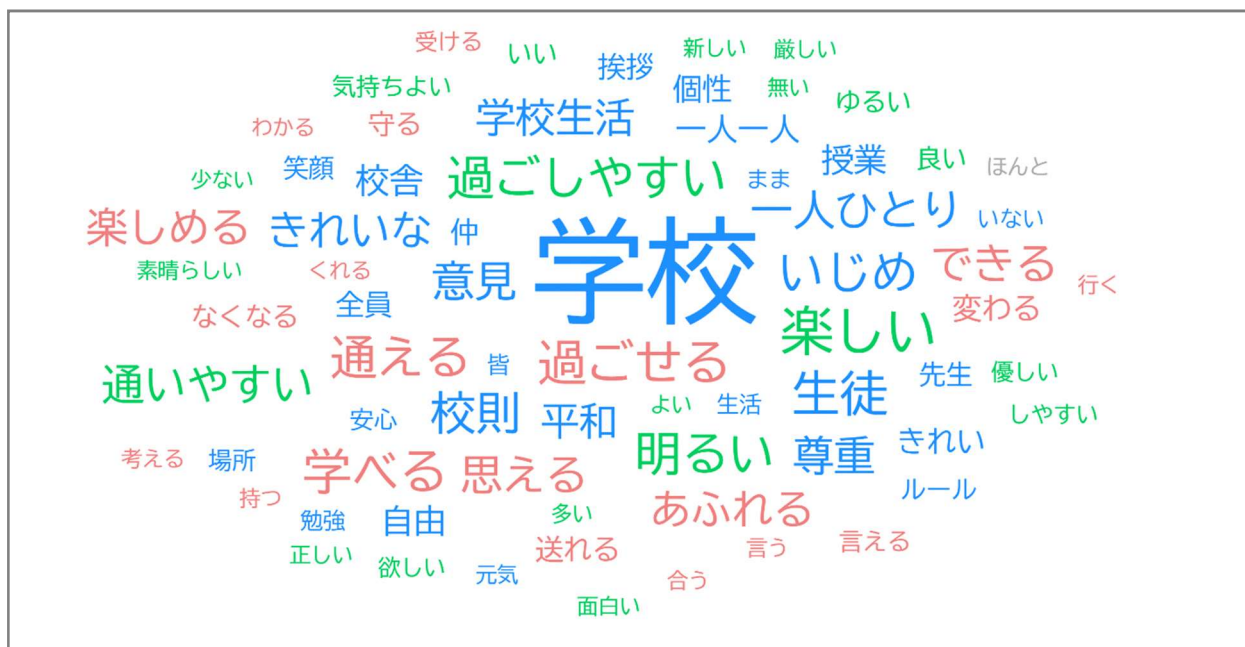 受ける いい 挨拶 新しい 厳しい
気持ちよい 学校生活 個性 無い ゆるい
わかる 守る 一人一人
少ない 笑顔 校舎 過ごしやすい まま 授業 良い ほんと
楽しめる きれいな 仲 一人ひとり いない
素晴らしい くれる 意見 学校 いじめ できる 行く
なくなる 全員 楽しい 変わる
通いやすい 通える 皆 過ごせる 生徒 先生 優しい
安心 校則 平和 よい 生活 しやすい
考える 場所 学べる 思える 明るい 尊重 きれい
持つ あふれる ルール
勉強 自由 多い
正しい 欲しい 元気 送れる 言う 言える
合う
面白い